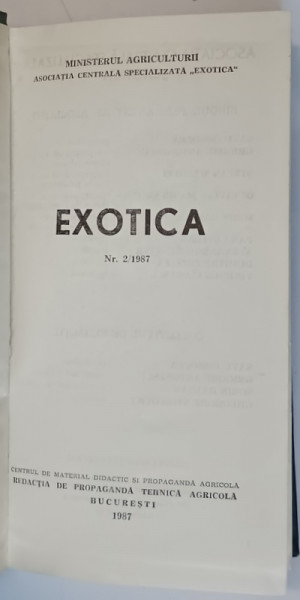 MINISTERUL AGRICULTURII
ASOCIAȚIA CENTRALĂ SPECIALIZATĂ „EXOTICA"
EXOTICA
Nr. 2/1987
CENTRUL DE MATERIAL DIDACTIC ȘI PROPAGANDĂ AGRICOLĂ
REDACȚIA DE PROPAGANDĂ TEHNICĂ AGRICOLĂ
BUCUREȘTI
1987